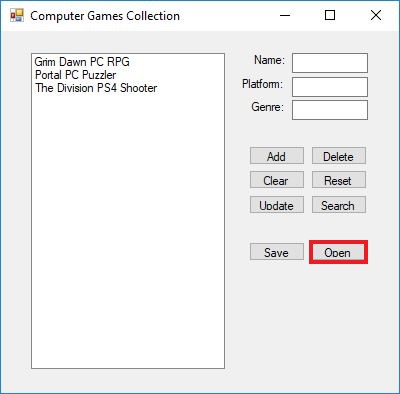 Computer Games Collection
Grim Dawn PC RPG
Portal PC Puzzler
The Division PS4 Shooter
Name:
Platform:
Genre:
Add Delete
Clear Reset
Update Search
Save Open